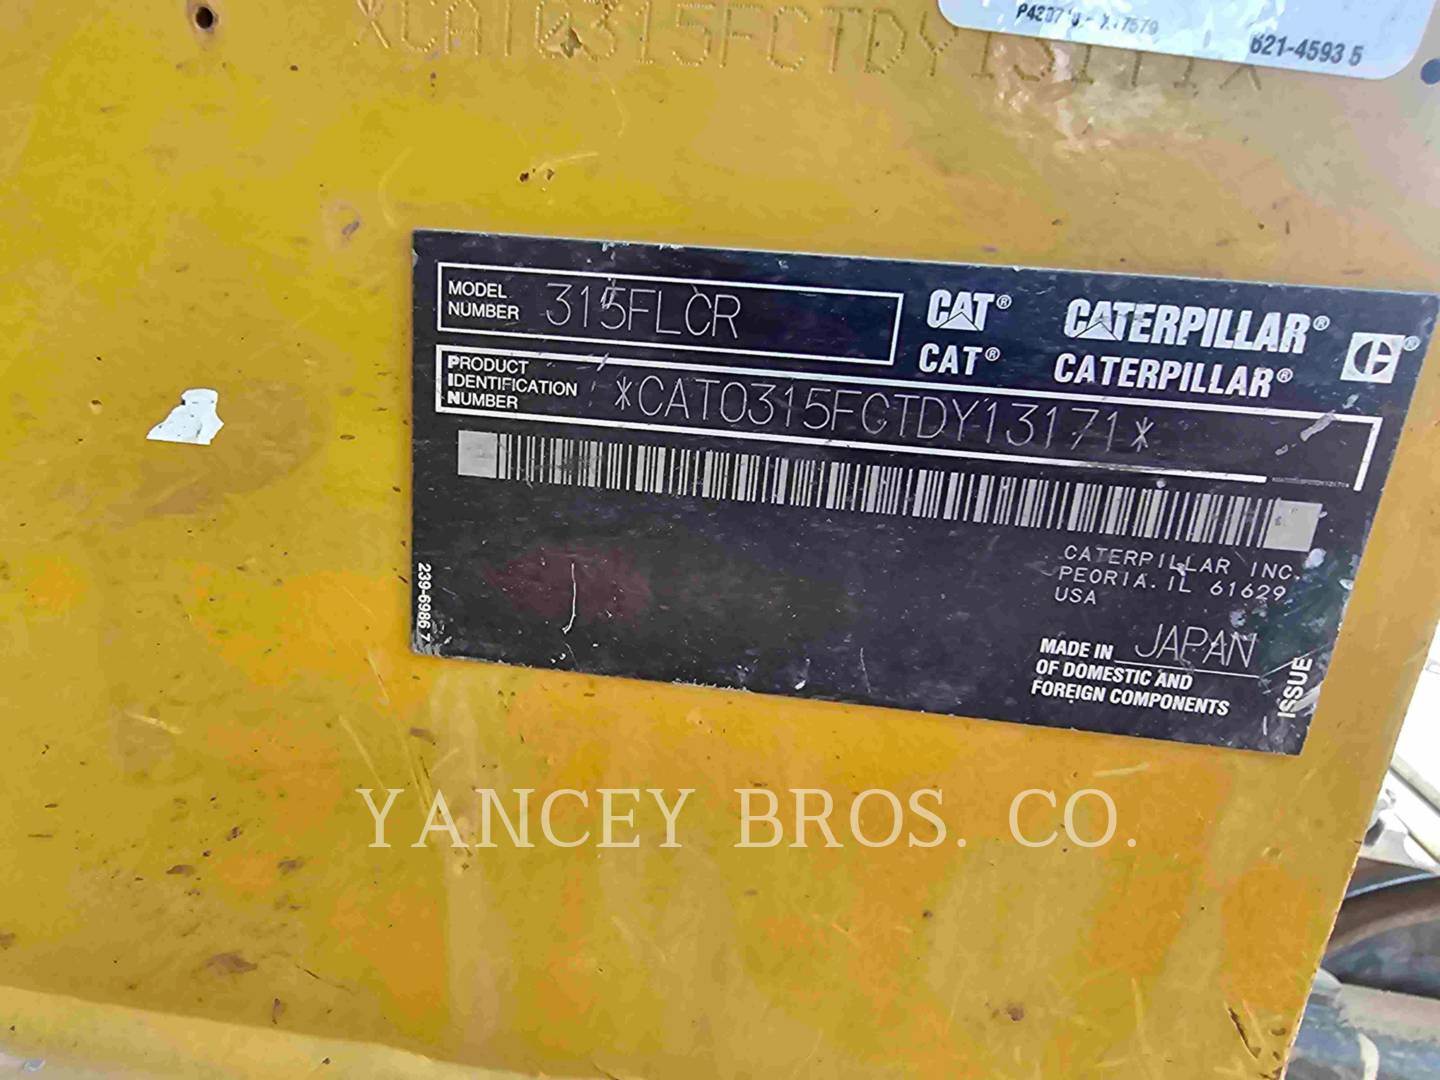 621-4593 5
MODEL NUMBER 315FLCR
CAT® CATERPILLAR®
CAT® CATERPILLAR®
PRODUCT IDENTIFICATION NUMBER *CAT0315FCTDY13171*
CATERPILLAR INC.
PEORIA. IL 61629
USA
239-6986 7
MADE IN JAPAN
OF DOMESTIC AND
FOREIGN COMPONENTS
ISSUE
YANCEY BROS. CO.